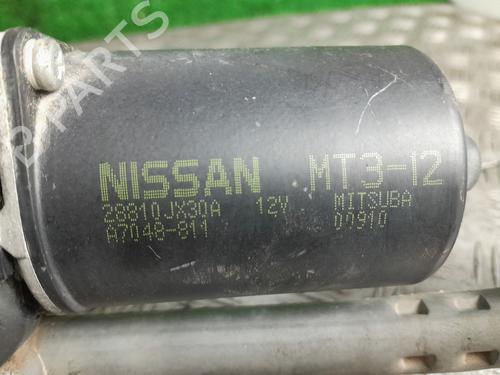 NISSAN MT3-12
28810JX30A 12V MITSUBA
A7048-811 D0910
B-PARTS